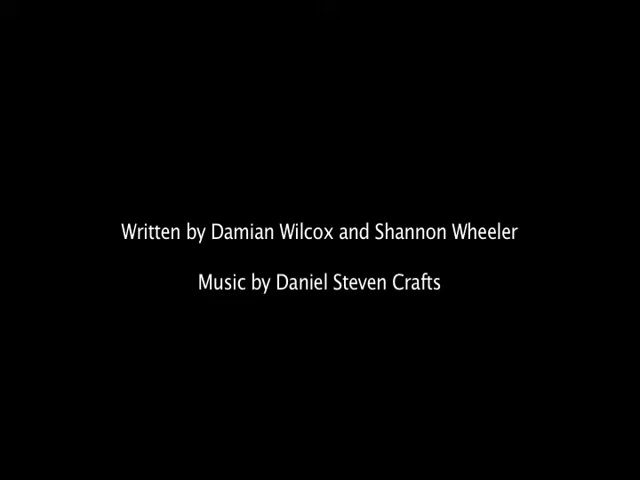 Written by Damian Wilcox and Shannon Wheeler
Music by Daniel Steven Crafts